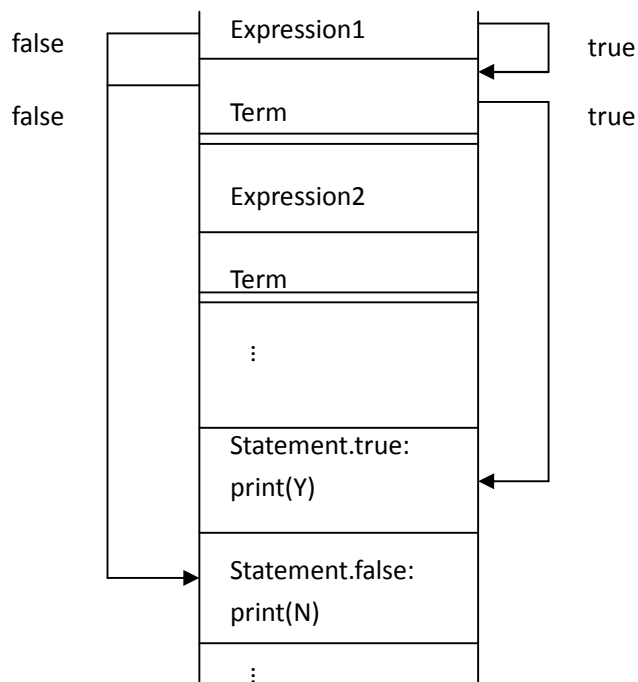 Expression1
false
true
false
Term
true
Expression2
Term
⋮
Statement.true:
print(Y)
Statement.false:
print(N)
⋮